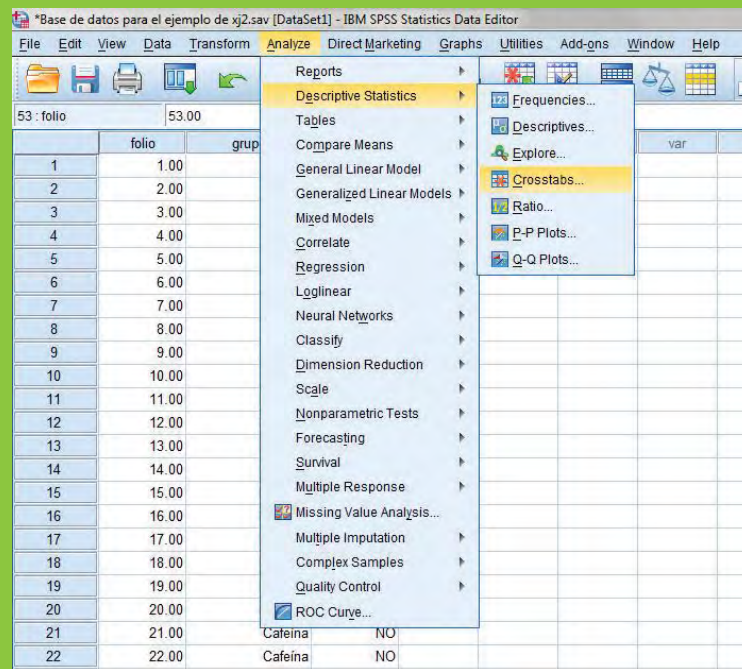 *Base de datos para el ejemplo de xj2.sav [DataSet1] - IBM SPSS Statistics Data Editor
File Edit View Data Transform Analyze Direct Marketing Graphs Utilities Add-ons Window Help
53 : folio 53.00
folio grup var
1 1.00
2 2.00
3 3.00
4 4.00
5 5.00
6 6.00
7 7.00
8 8.00
9 9.00
10 10.00
11 11.00
12 12.00
13 13.00
14 14.00
15 15.00
16 16.00
17 17.00
18 18.00
19 19.00
20 20.00
21 21.00 Cafeína NO
22 22.00 Cafeína NO
Reports
Descriptive Statistics
Tables
Compare Means
General Linear Model
Generalized Linear Models
Mixed Models
Correlate
Regression
Loglinear
Neural Networks
Classify
Dimension Reduction
Scale
Nonparametric Tests
Forecasting
Survival
Multiple Response
Missing Value Analysis...
Multiple Imputation
Complex Samples
Quality Control
ROC Curve...
Frequencies...
Descriptives...
Explore...
Crosstabs...
Ratio...
P-P Plots...
Q-Q Plots...